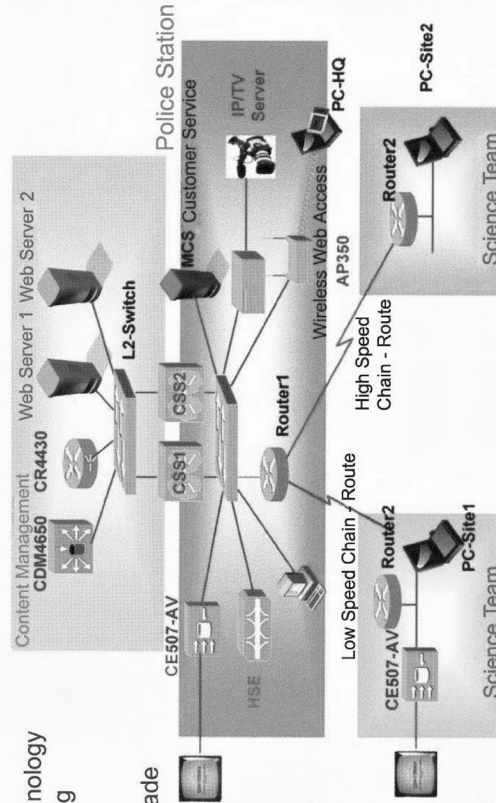 nology
g
ade
Content Management
Web Server 1
Web Server 2
CDM4650
CR4430
L2-Switch
Police Station
CE507-AV
CSS1
CSS2
MCS
Customer Service
IP/TV
Server
HSE
Router1
Wireless Web Access
AP350
PC-HQ
Low Speed Chain - Route
High Speed
Chain - Route
CE507-AV
Router2
PC-Site1
Science Team
Router2
PC-Site2
Science Team